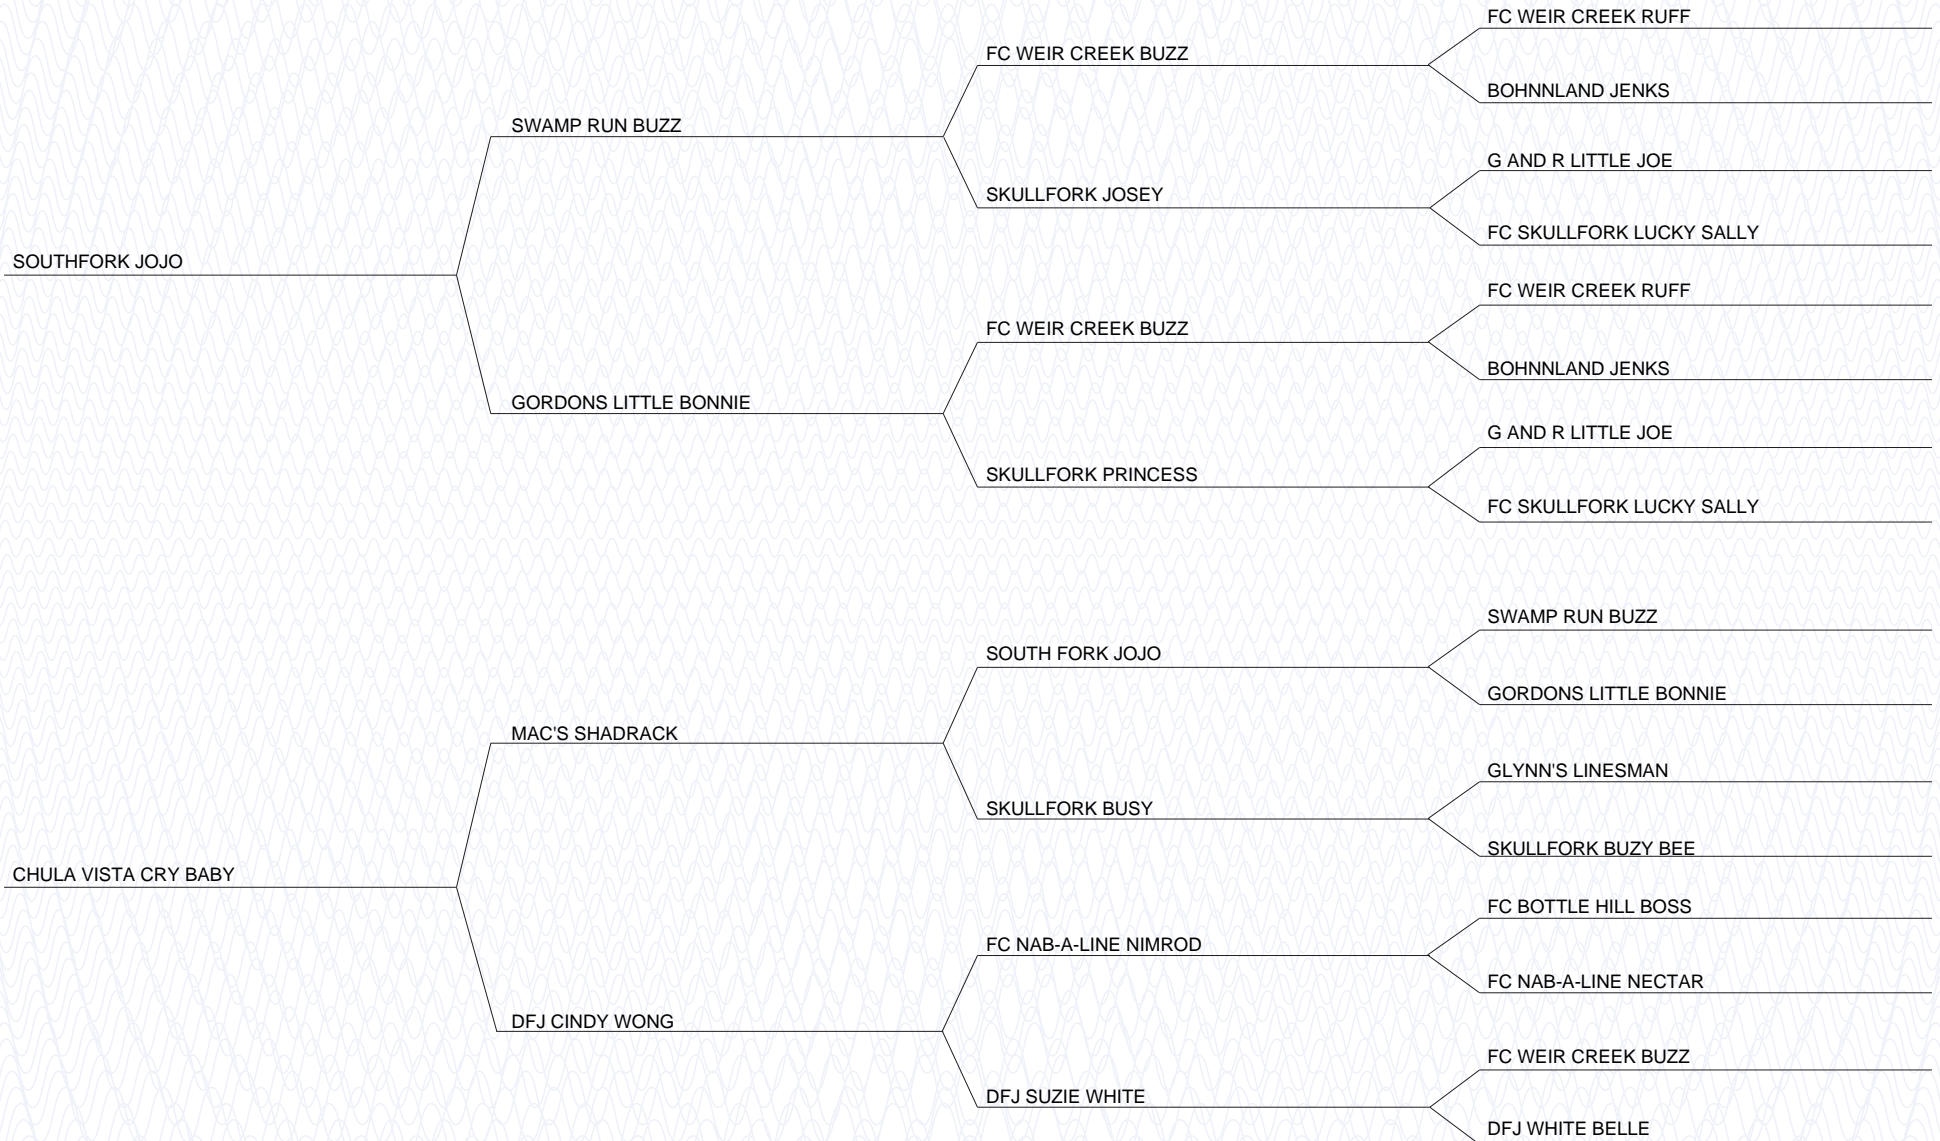 FC WEIR CREEK RUFF
FC WEIR CREEK BUZZ
BOHNNLAND JENKS
SWAMP RUN BUZZ
G AND R LITTLE JOE
SKULLFORK JOSEY
FC SKULLFORK LUCKY SALLY
SOUTHFORK JOJO
FC WEIR CREEK RUFF
FC WEIR CREEK BUZZ
BOHNNLAND JENKS
GORDONS LITTLE BONNIE
G AND R LITTLE JOE
SKULLFORK PRINCESS
FC SKULLFORK LUCKY SALLY
SWAMP RUN BUZZ
SOUTH FORK JOJO
GORDONS LITTLE BONNIE
MAC'S SHADRACK
GLYNN'S LINESMAN
SKULLFORK BUSY
SKULLFORK BUZY BEE
CHULA VISTA CRY BABY
FC BOTTLE HILL BOSS
FC NAB-A-LINE NIMROD
FC NAB-A-LINE NECTAR
DFJ CINDY WONG
FC WEIR CREEK BUZZ
DFJ SUZIE WHITE
DFJ WHITE BELLE